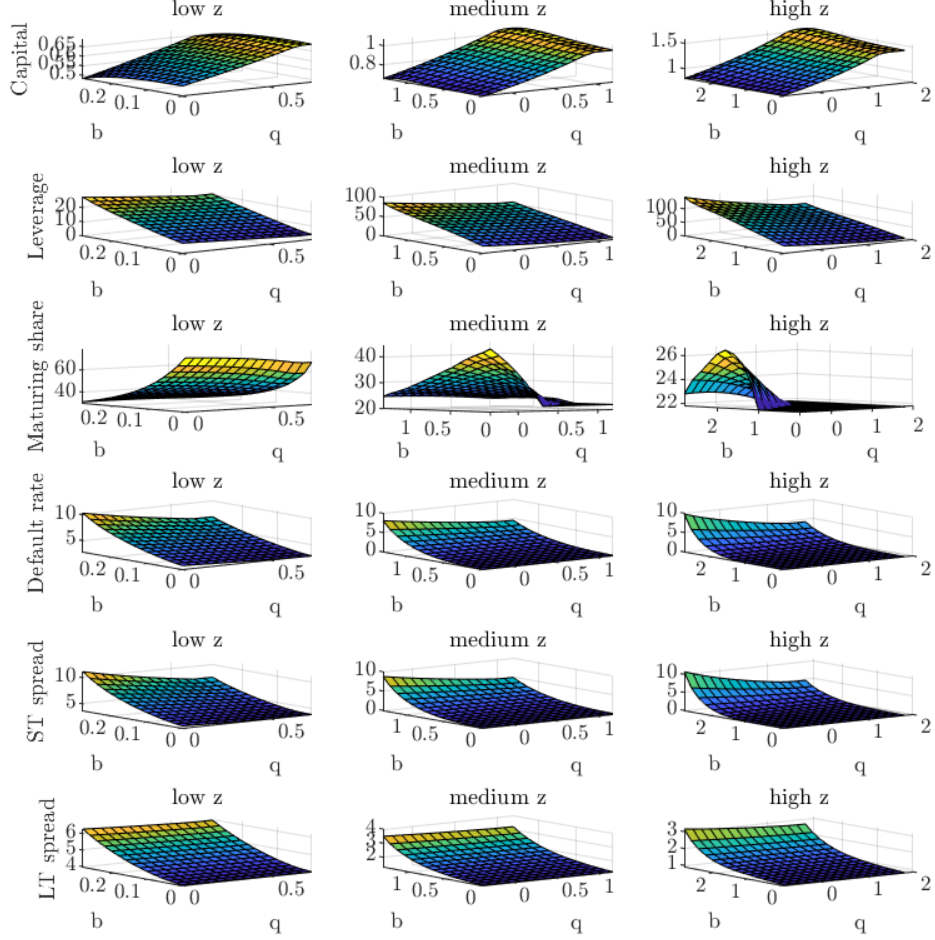 low z medium z high z
Capital
0.65 0.6 0.55 0.5
1 0.8
1.5 1
0.2 0.1 0 0 0.5
1 0.5 0 0 0.5 1
2 1 0 0 1 2
b q b q b q
low z medium z high z
Leverage
20 10 0
100 50 0
100 50 0
0.2 0.1 0 0 0.5
1 0.5 0 0 0.5 1
2 1 0 0 1 2
b q b q b q
low z medium z high z
Maturing share
60 40
40 30 20
26 24 22
0.2 0.1 0 0 0.5
1 0.5 0 0 0.5 1
2 1 0 0 1 2
b q b q b q
low z medium z high z
Default rate
10 5
10 5 0
10 5 0
0.2 0.1 0 0 0.5
1 0.5 0 0 0.5 1
2 1 0 0 1 2
b q b q b q
low z medium z high z
ST spread
10 5
10 5 0
10 5 0
0.2 0.1 0 0 0.5
1 0.5 0 0 0.5 1
2 1 0 0 1 2
b q b q b q
low z medium z high z
LT spread
6 5 4
4 3 2
3 2 1
0.2 0.1 0 0 0.5
1 0.5 0 0 0.5 1
2 1 0 0 1 2
b q b q b q